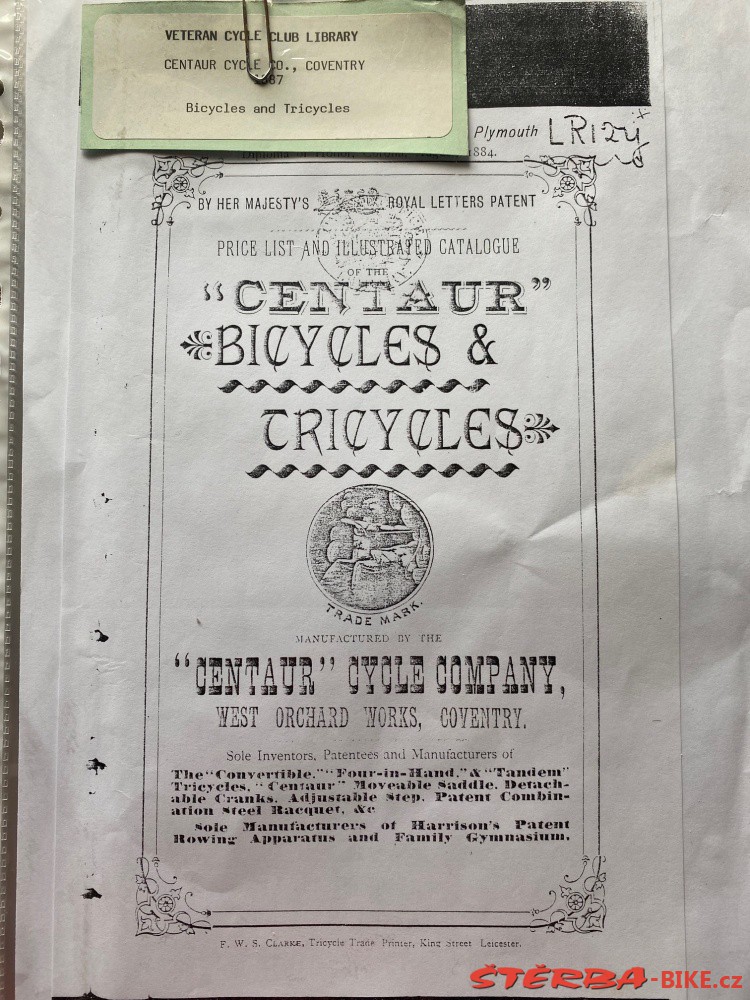 VETERAN CYCLE CLUB LIBRARY
CENTAUR CYCLE CO., COVENTRY
87
Bicycles and Tricycles
Plymouth LR124
1884.
BY HER MAJESTY'S ROYAL LETTERS PATENT
PRICE LIST AND ILLUSTRATED CATALOGUE
OF THE
"CENTAUR"
BICYCLES &
TRICYCLES
TRADE MARK.
MANUFACTURED BY THE
"CENTAUR" CYCLE COMPANY,
WEST ORCHARD WORKS, COVENTRY.
Sole Inventors, Patentees and Manufacturers of
The "Convertible," "Four-in-Hand," & "Tandem"
Tricycles, "Centaur" Moveable Saddle, Detach-
able Cranks, Adjustable Step, Patent Combin-
ation Steel Racquet, &c
Sole Manufacturers of Harrison's Patent
Rowing Apparatus and Family Gymnasium.
F. W. S. CLARKE, Tricycle Trade Printer, King Street Leicester.
ŠTĚRBA-BIKE.cz